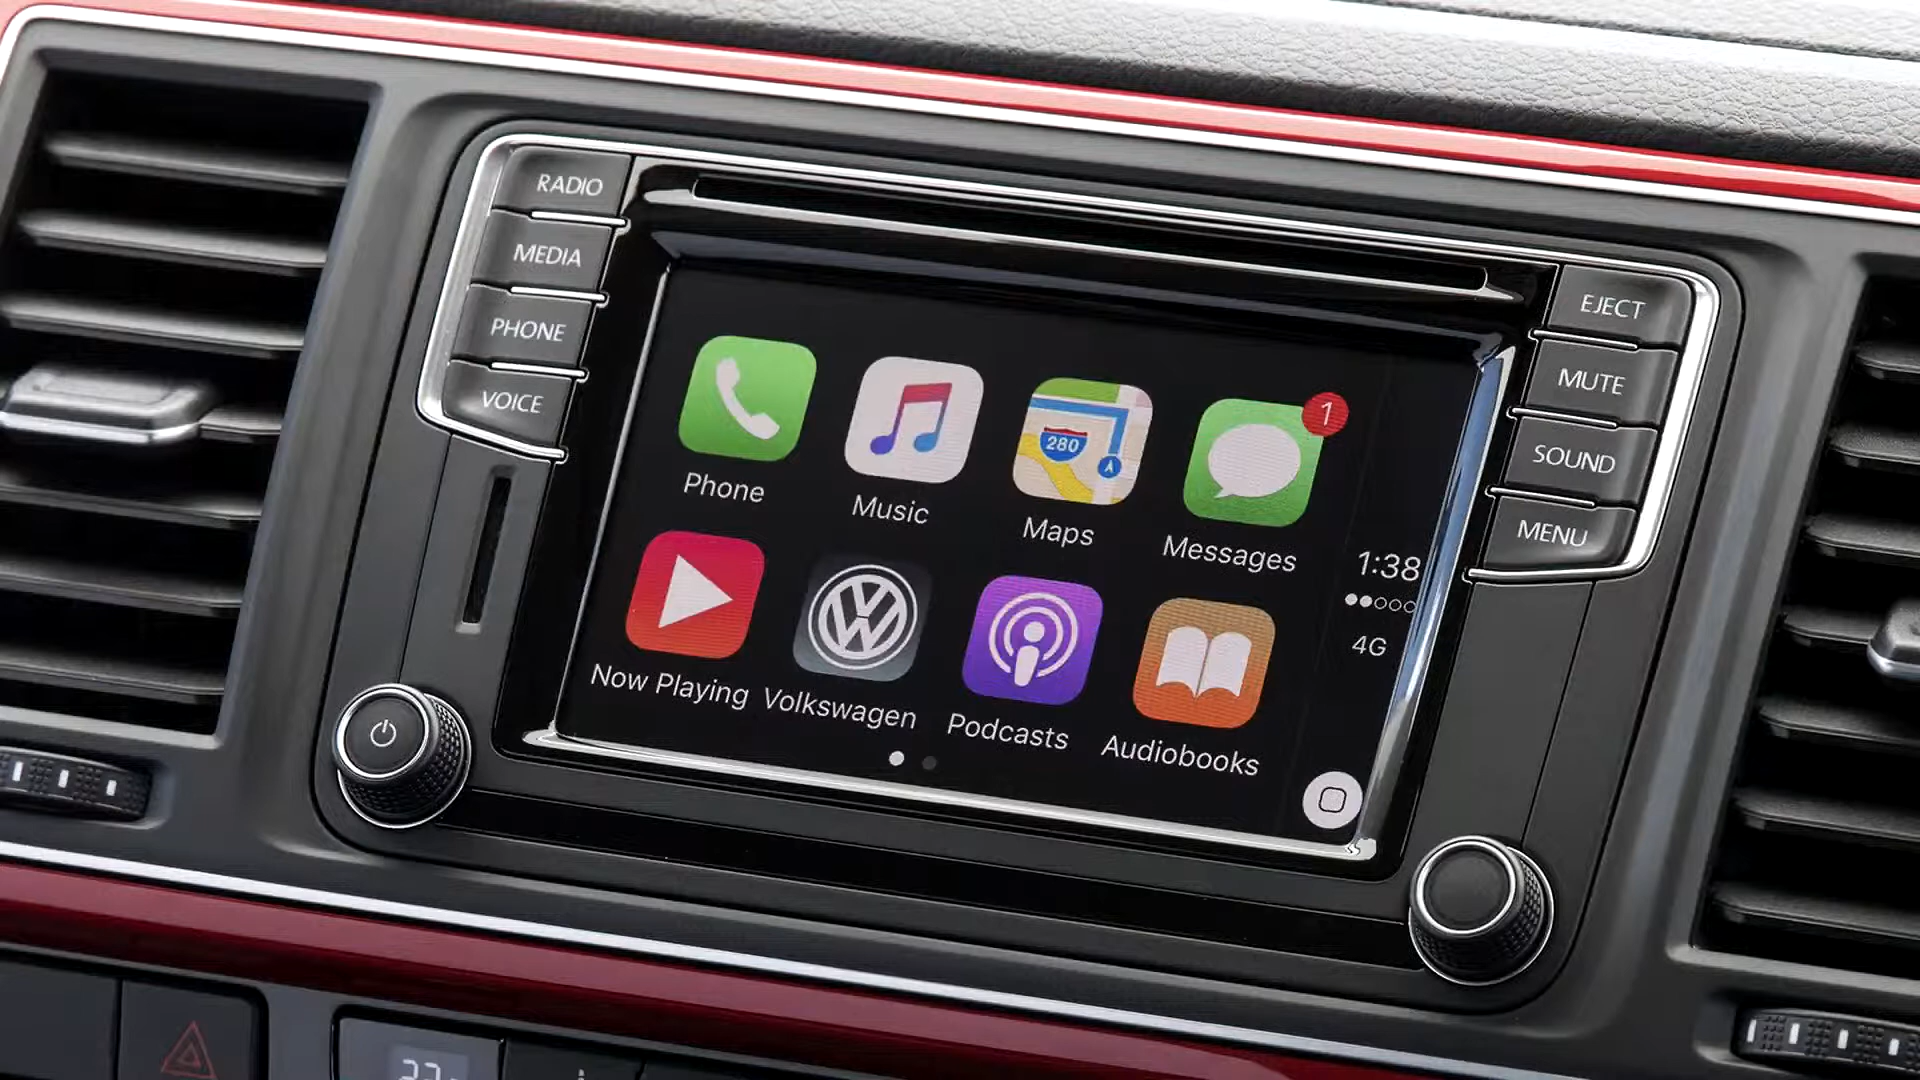 RADIO
MEDIA
PHONE
VOICE
EJECT
MUTE
SOUND
MENU
Phone
Music
280
Maps
1
Messages
1:38
4G
Now Playing
Volkswagen
Podcasts
Audiobooks